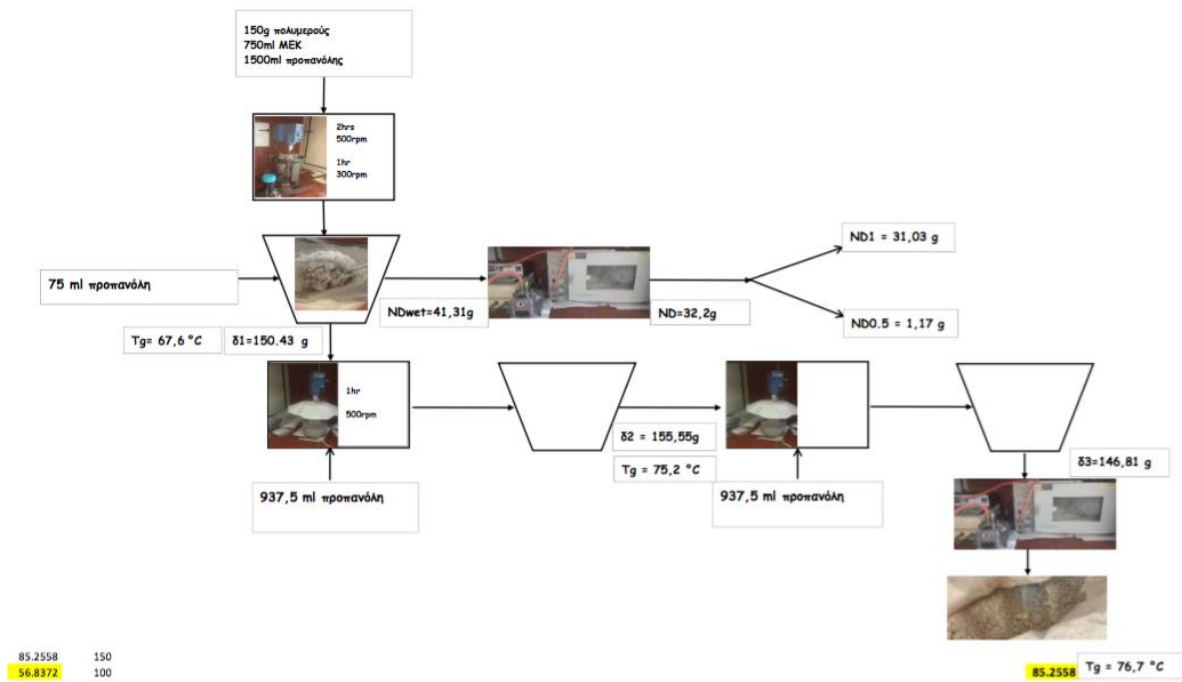 150g πολυμερούς
750ml MEK
1500ml προπανόλης
2hrs
500rpm
1hr
300rpm
75 ml προπανόλη
NDwet=41,31g
ND=32,2g
ND1 = 31,03 g
ND0.5 = 1,17 g
Tg= 67,6 °C
δ1=150.43 g
1hr
500rpm
937,5 ml προπανόλη
δ2 = 155,55g
Tg = 75,2 °C
937,5 ml προπανόλη
δ3=146,81 g
85.2558 150
56.8372 100
85.2558
Tg = 76,7 °C